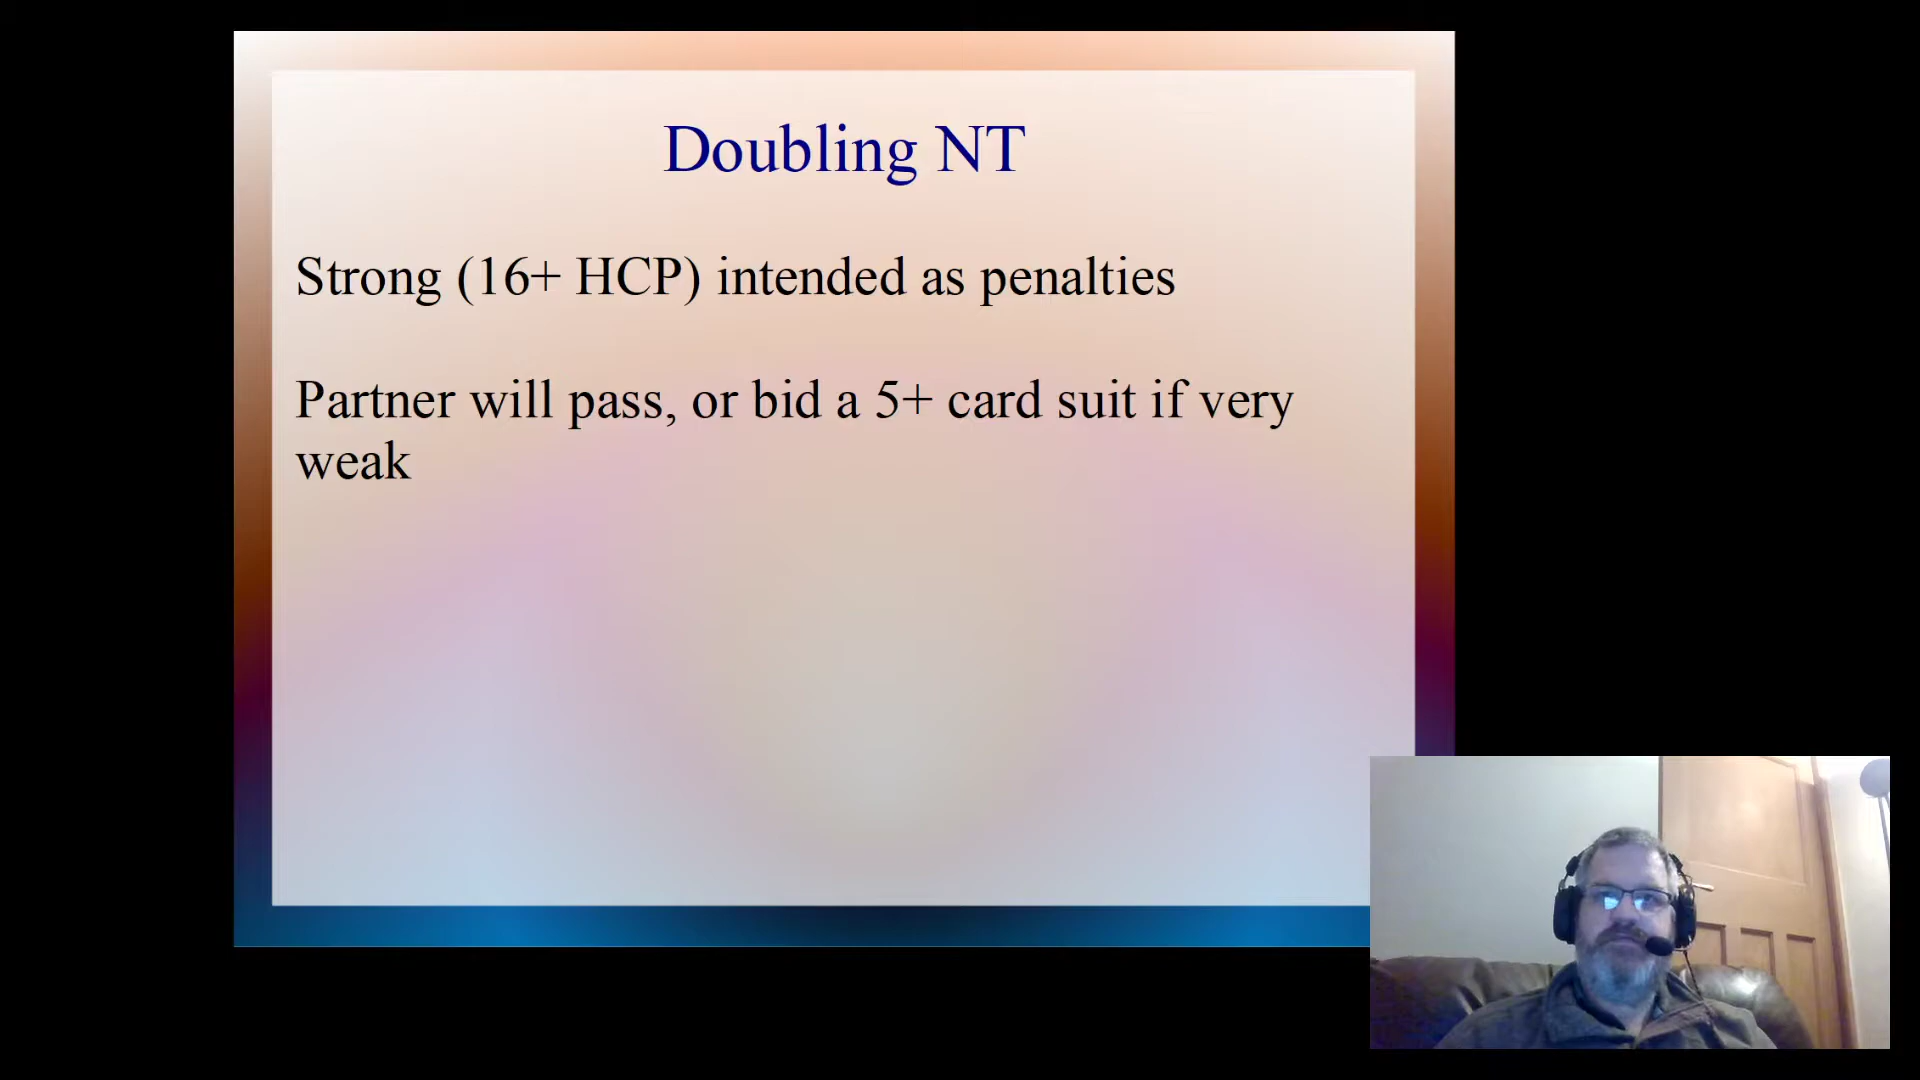 Doubling NT
Strong (16+ HCP) intended as penalties
Partner will pass, or bid a 5+ card suit if very
weak